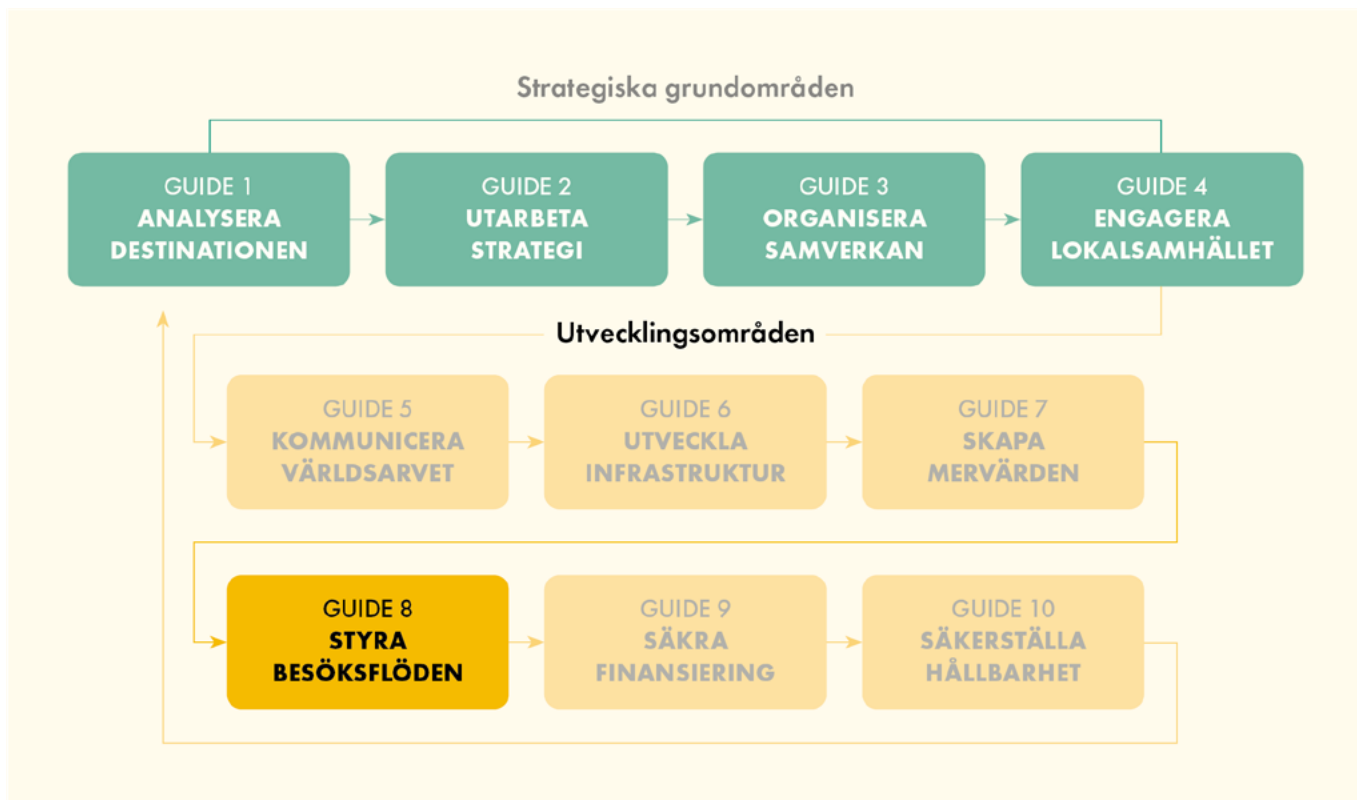 Strategiska grundområden
GUIDE 1
ANALYSERA
DESTINATIONEN
GUIDE 2
UTARBETA
STRATEGI
GUIDE 3
ORGANISERA
SAMVERKAN
GUIDE 4
ENGAGERA
LOKALSAMHÄLLET
Utvecklingsområden
GUIDE 5
KOMMUNICERA
VÄRLDSARVET
GUIDE 6
UTVECKLA
INFRASTRUKTUR
GUIDE 7
SKAPA
MERVÄRDEN
GUIDE 8
STYRA
BESÖKSFLÖDEN
GUIDE 9
SÄKRA
FINANSIERING
GUIDE 10
SÄKERSTÄLLA
HÅLLBARHET